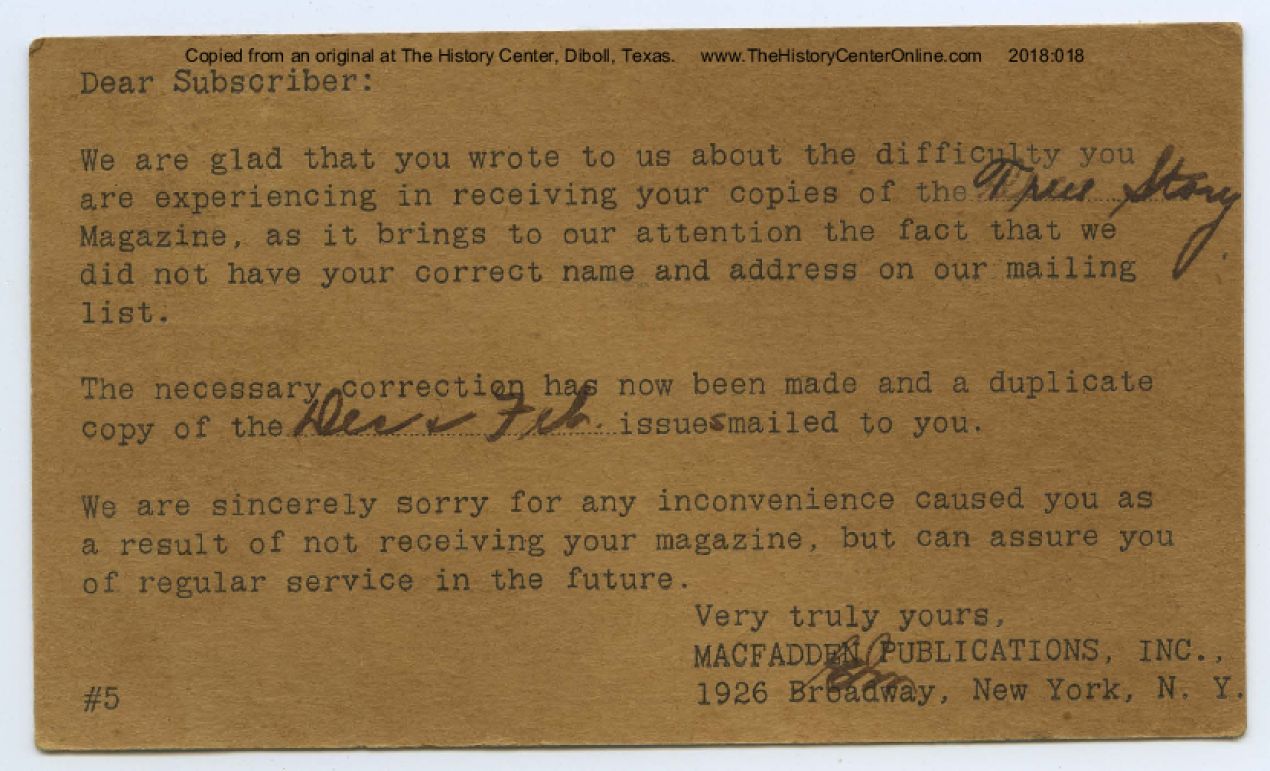 Copied from an original at The History Center, Diboll, Texas. www.TheHistoryCenterOnline.com 2018:018
Dear Subscriber:
We are glad that you wrote to us about the difficulty you
are experiencing in receiving your copies of the True Story
Magazine, as it brings to our attention the fact that we
did not have your correct name and address on our mailing
list.
The necessary correction has now been made and a duplicate
copy of the Dec & Feb. issues mailed to you.
We are sincerely sorry for any inconvenience caused you as
a result of not receiving your magazine, but can assure you
of regular service in the future.
Very truly yours,
MACFADDEN PUBLICATIONS, INC.,
1926 Broadway, New York, N. Y.
#5